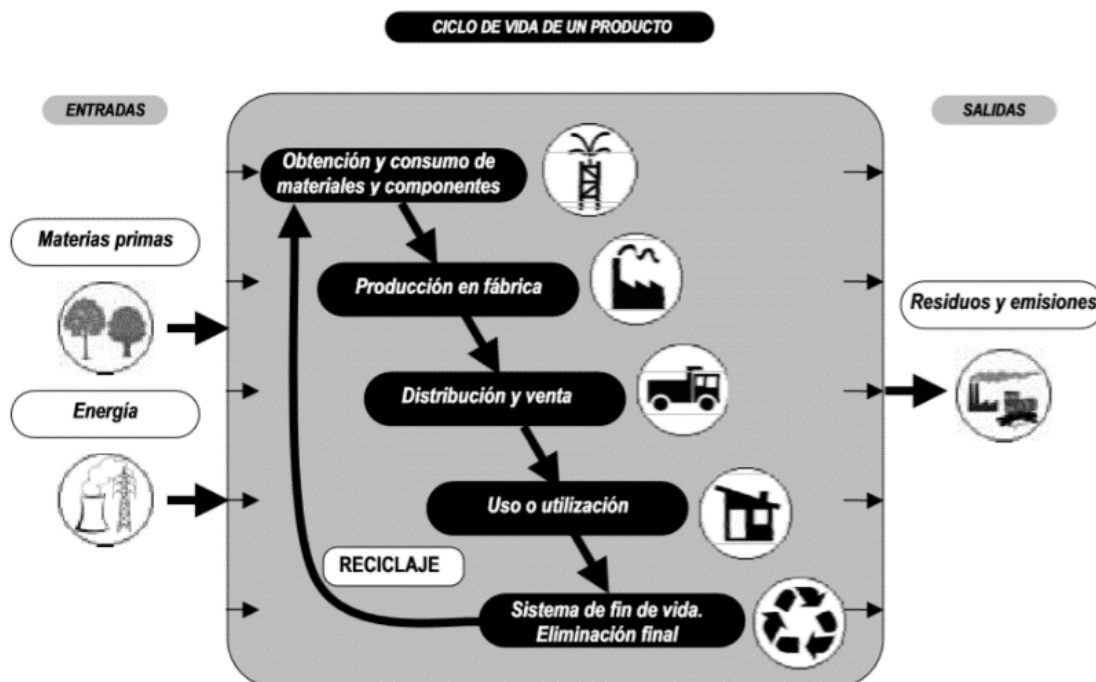 CICLO DE VIDA DE UN PRODUCTO
ENTRADAS
SALIDAS
Obtención y consumo de
materiales y componentes
Materias primas
Producción en fábrica
Residuos y emisiones
Distribución y venta
Energía
Uso o utilización
RECICLAJE
Sistema de fin de vida.
Eliminación final